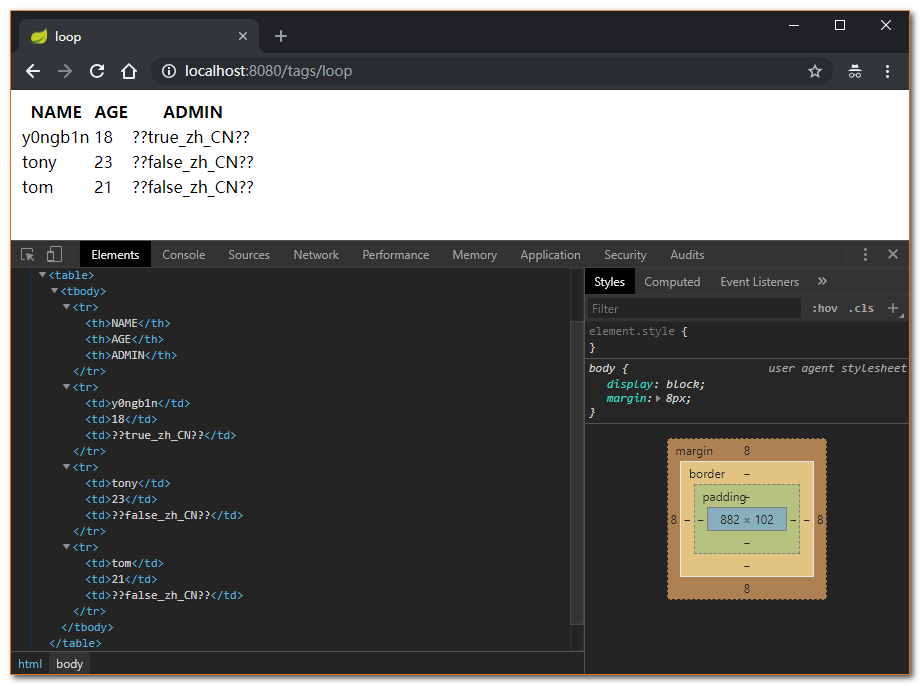 loop
localhost:8080/tags/loop
NAME AGE ADMIN
y0ngb1n 18 ??true_zh_CN??
tony 23 ??false_zh_CN??
tom 21 ??false_zh_CN??
Elements Console Sources Network Performance Memory Application Security Audits
<table>
<tbody>
<tr>
<th>NAME</th>
<th>AGE</th>
<th>ADMIN</th>
</tr>
<tr>
<td>y0ngb1n</td>
<td>18</td>
<td>??true_zh_CN??</td>
</tr>
<tr>
<td>tony</td>
<td>23</td>
<td>??false_zh_CN??</td>
</tr>
<tr>
<td>tom</td>
<td>21</td>
<td>??false_zh_CN??</td>
</tr>
</tbody>
</table>
html body
Styles Computed Event Listeners »
Filter :hov .cls +
element.style {
}
body { user agent stylesheet
display: block;
margin: 8px;
}
margin 8
border –
padding –
8 – – 882 × 102 – – 8
–
–
8